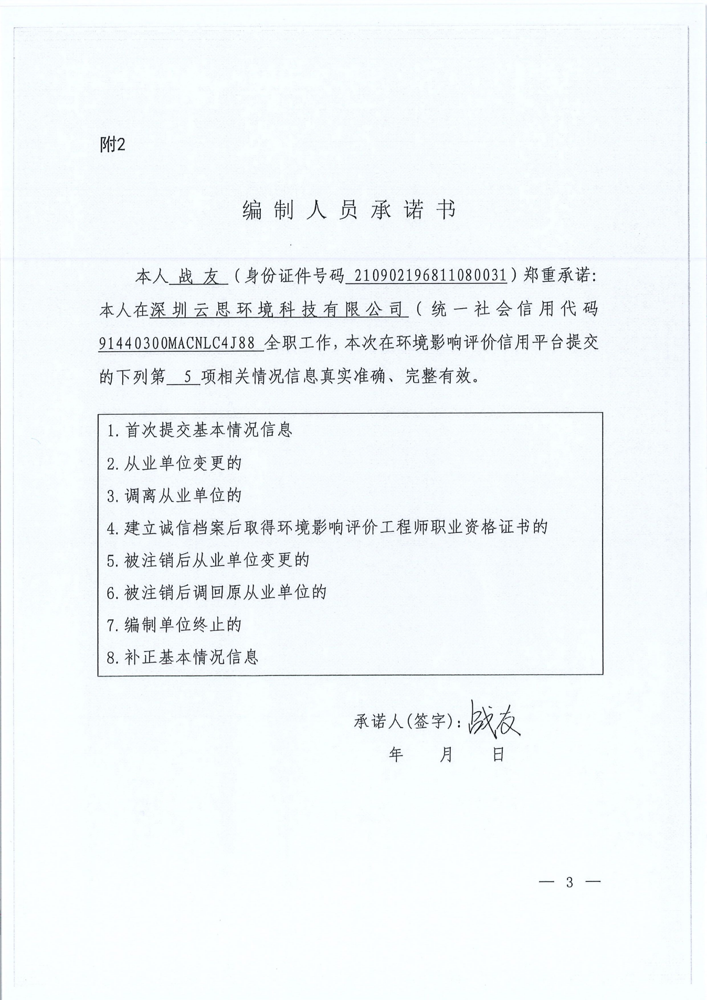 附2
编制人员承诺书
本人 战 友 （身份证件号码 210902196811080031）郑重承诺：
本人在深圳云思环境科技有限公司（统一社会信用代码
91440300MACNLC4J88 全职工作，本次在环境影响评价信用平台提交
的下列第 5 项相关情况信息真实准确、完整有效。
1.首次提交基本情况信息
2.从业单位变更的
3.调离从业单位的
4.建立诚信档案后取得环境影响评价工程师职业资格证书的
5.被注销后从业单位变更的
6.被注销后调回原从业单位的
7.编制单位终止的
8.补正基本情况信息
承诺人(签字)：战友
年 月 日
— 3 —